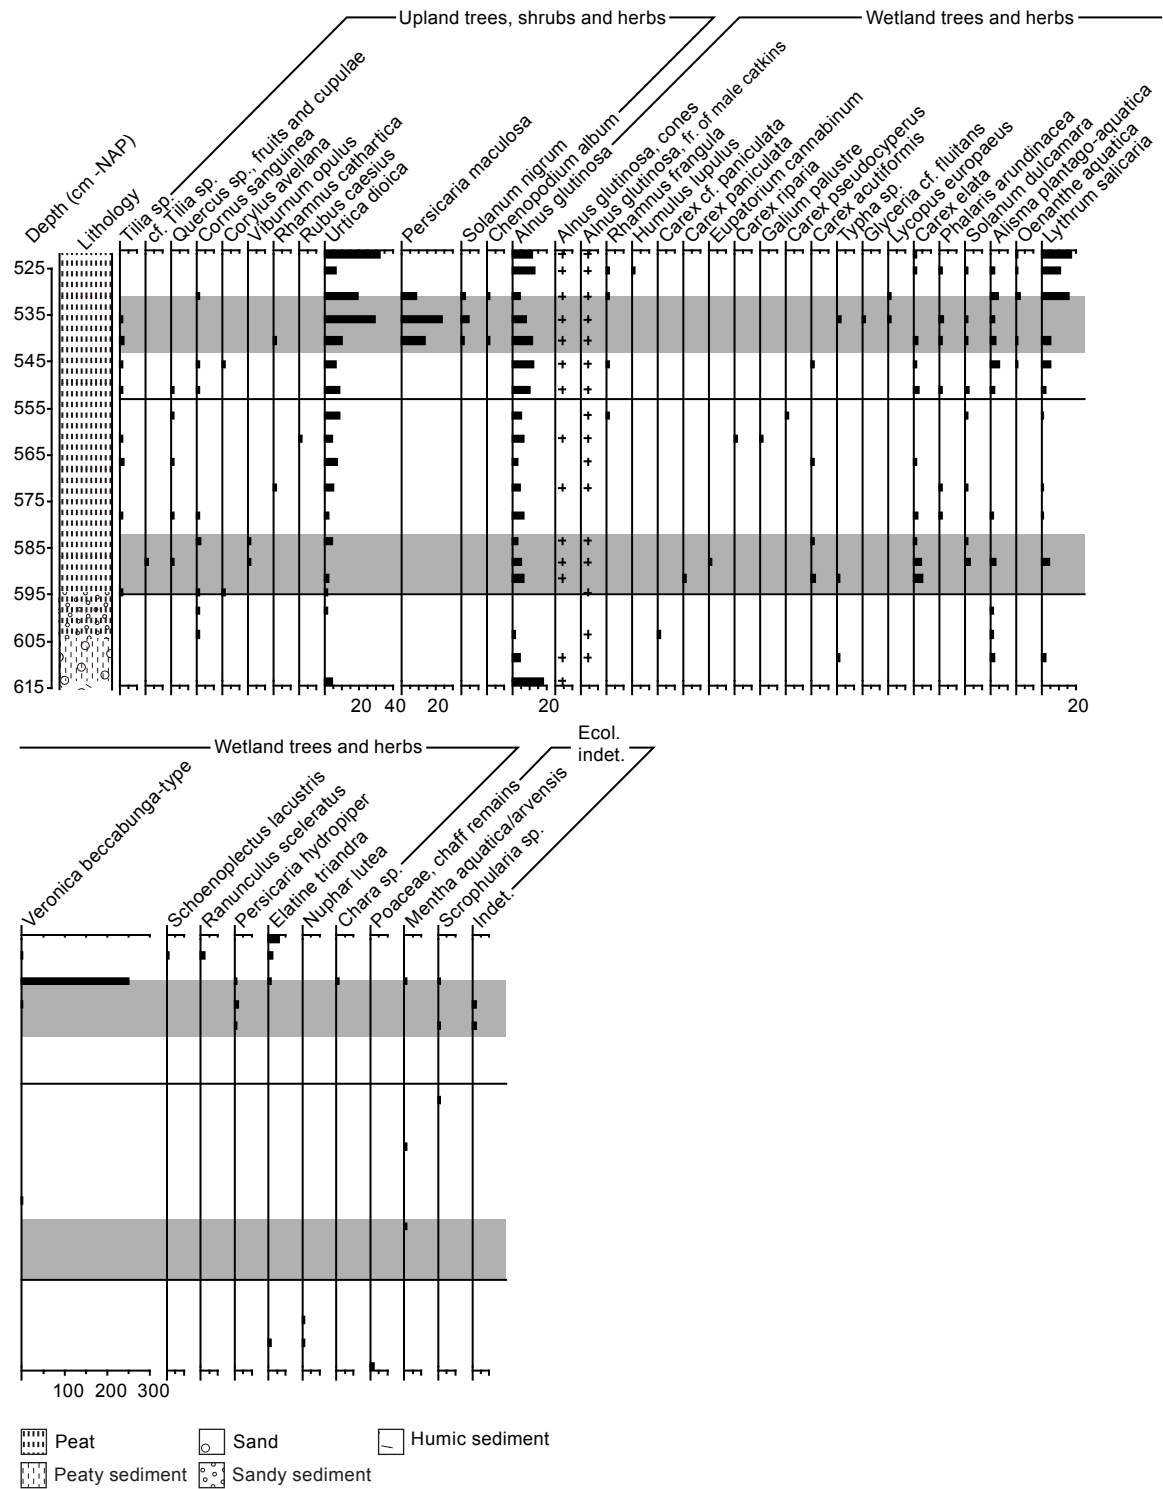 Upland trees, shrubs and herbs
Wetland trees and herbs
Depth (cm -NAP)
Lithology
Tilia sp.
cf. Tilia sp.
Quercus sp., fruits and cupulae
Cornus sanguinea
Corylus avellana
Viburnum opulus
Rhamnus cathartica
Rubus caesius
Urtica dioica
Persicaria maculosa
Solanum nigrum
Chenopodium album
Alnus glutinosa
Alnus glutinosa, cones
Alnus glutinosa, fr. of male catkins
Rhamnus frangula
Humulus lupulus
Carex cf. paniculata
Carex paniculata
Eupatorium cannabinum
Carex riparia
Galium palustre
Carex pseudocyperus
Carex acutiformis
Typha sp.
Glyceria cf. fluitans
Lycopus europaeus
Carex elata
Phalaris arundinacea
Solanum dulcamara
Alisma plantago-aquatica
Oenanthe aquatica
Lythrum salicaria
525
535
545
555
565
575
585
595
605
615
20 40 20 20 20
Wetland trees and herbs
Ecol.
indet.
Veronica beccabunga-type
Schoenoplectus lacustris
Ranunculus sceleratus
Persicaria hydropiper
Elatine triandra
Nuphar lutea
Chara sp.
Poaceae, chaff remains
Mentha aquatica/arvensis
Scrophularia sp.
Indet.
100 200 300
Peat
Sand
Humic sediment
Peaty sediment
Sandy sediment